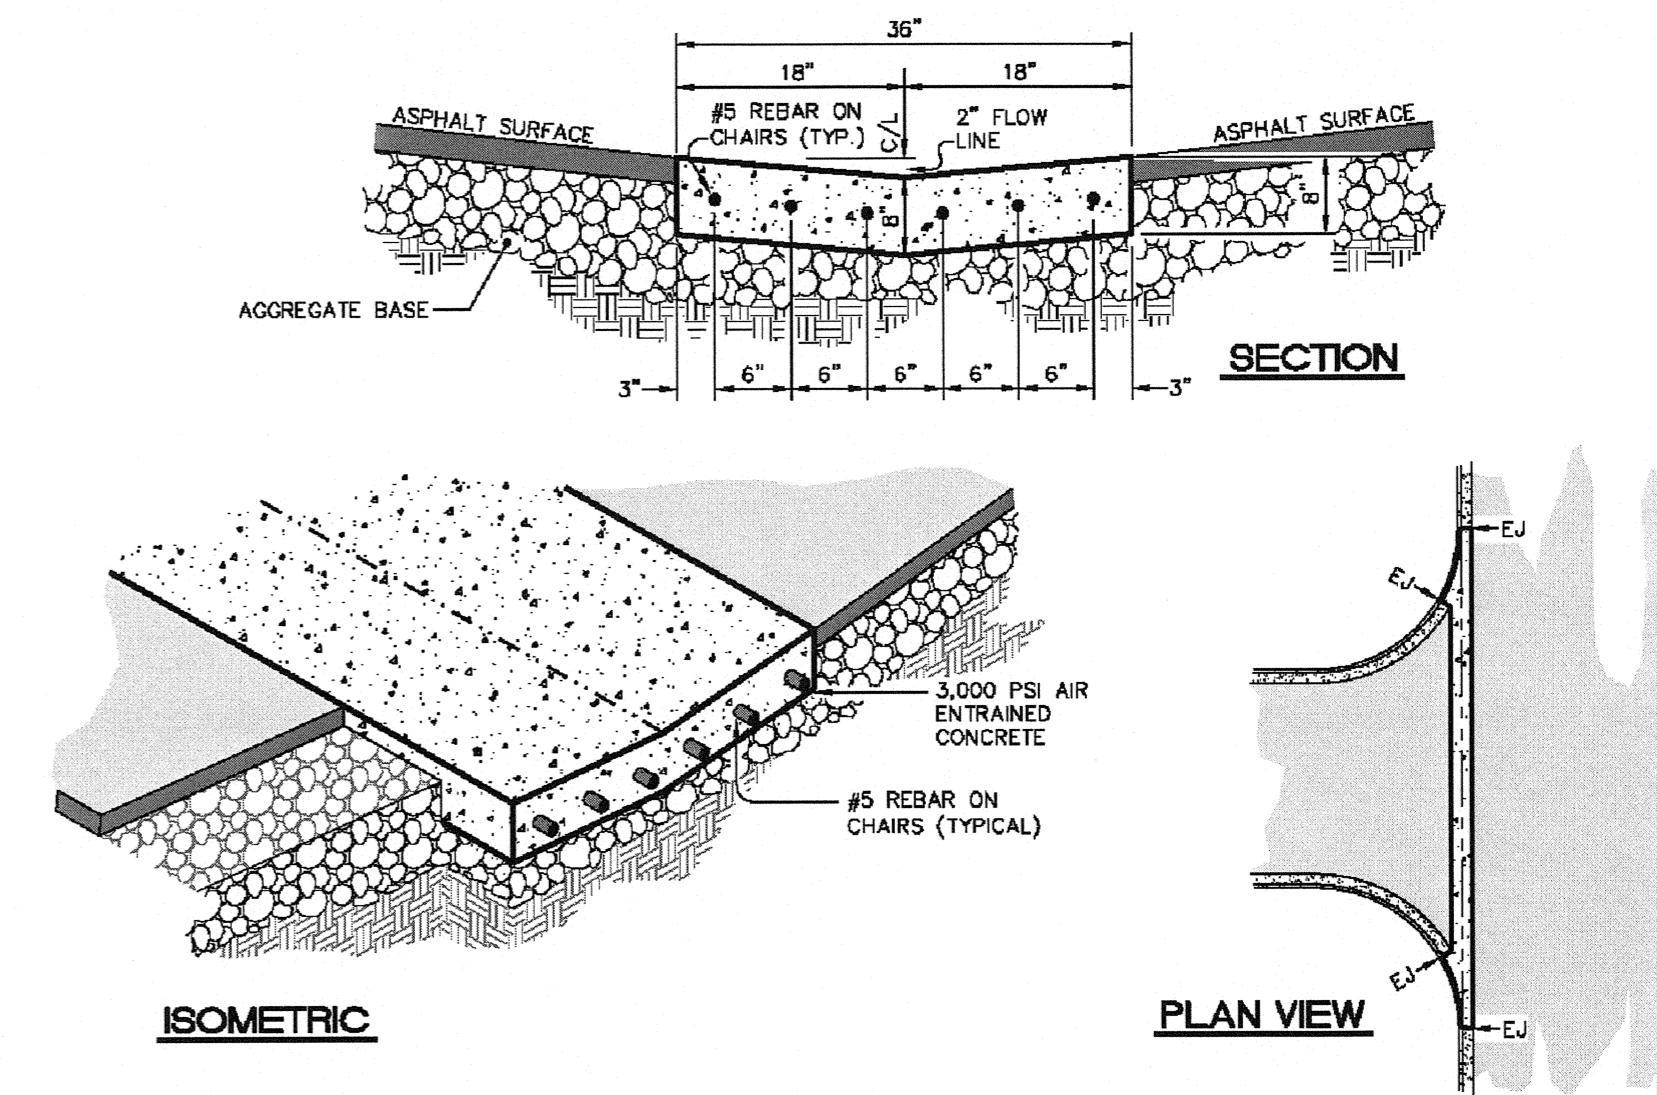 36"
18"
18"
#5 REBAR ON
CHAIRS (TYP.)
C/L
2" FLOW
LINE
ASPHALT SURFACE
ASPHALT SURFACE
8"
8"
AGGREGATE BASE
SECTION
3"
6"
6"
6"
6"
6"
3"
EJ
EJ
3,000 PSI AIR
ENTRAINED
CONCRETE
#5 REBAR ON
CHAIRS (TYPICAL)
EJ
EJ
ISOMETRIC
PLAN VIEW